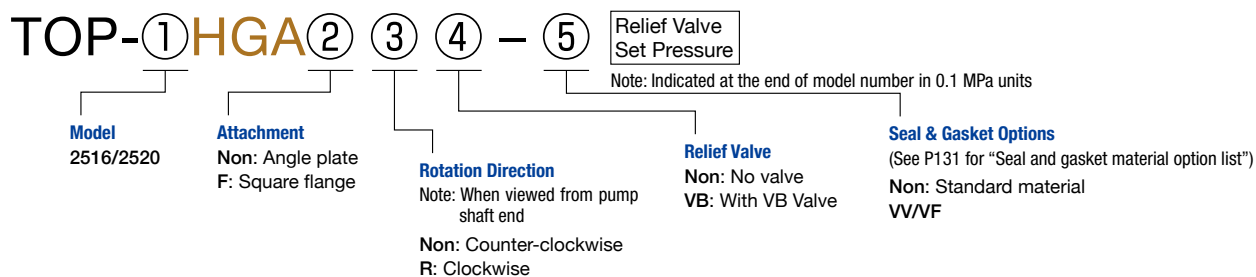 TOP-①HGA② ③ ④ – ⑤ Relief Valve
Set Pressure
Note: Indicated at the end of model number in 0.1 MPa units
Model
2516/2520
Attachment
Non: Angle plate
F: Square flange
Rotation Direction
Note: When viewed from pump
shaft end
Non: Counter-clockwise
R: Clockwise
Relief Valve
Non: No valve
VB: With VB Valve
Seal & Gasket Options
(See P131 for “Seal and gasket material option list”)
Non: Standard material
VV/VF